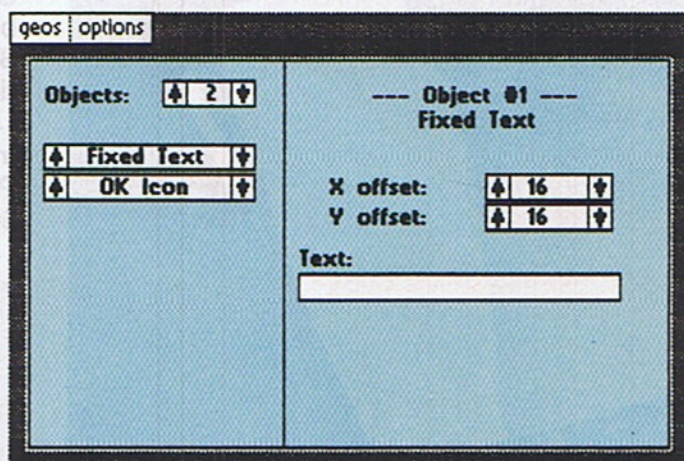 geos options
Objects: 2
Fixed Text
OK Icon
--- Object #1 ---
Fixed Text
X offset: 16
Y offset: 16
Text: